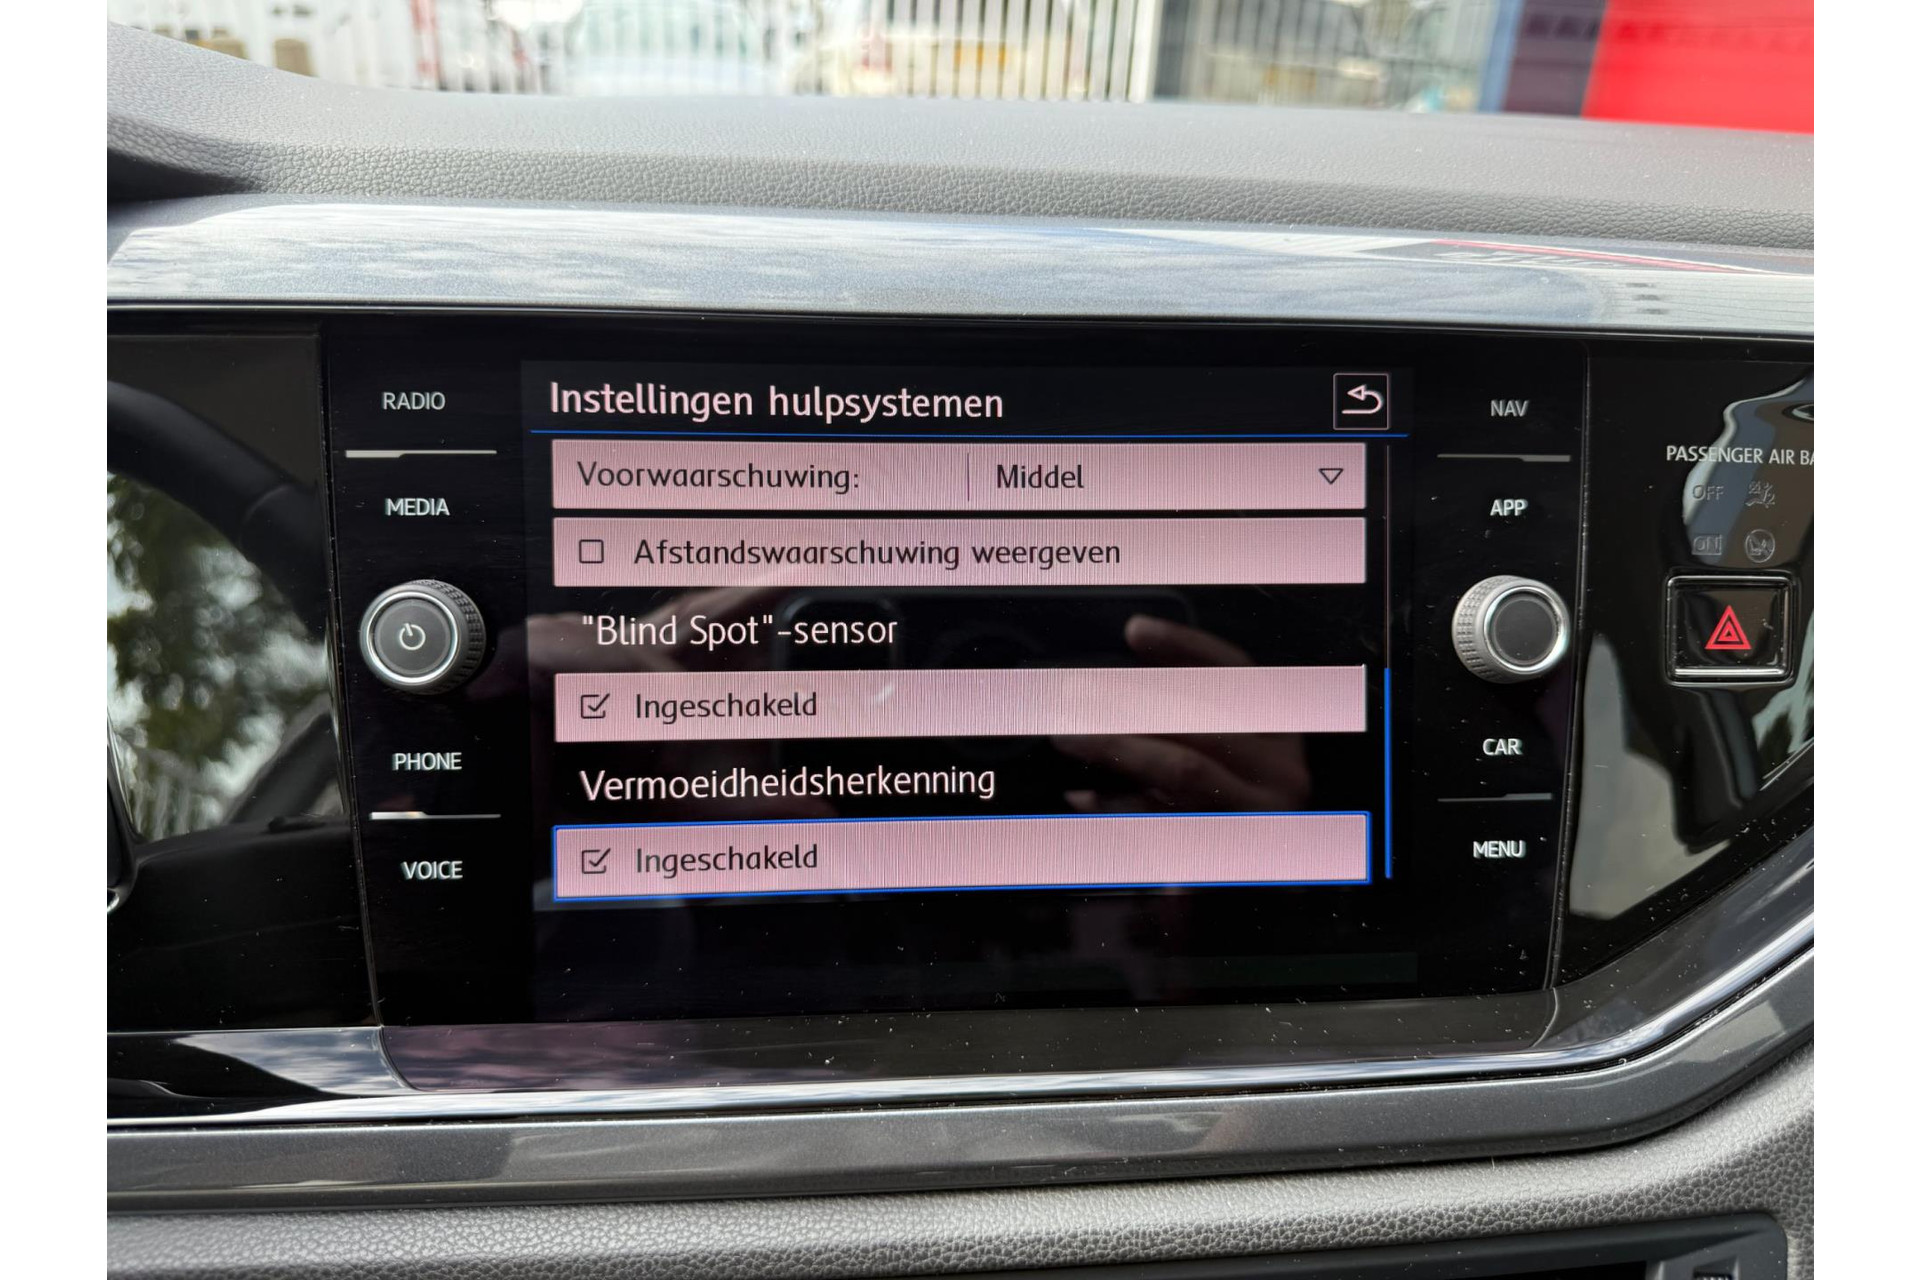 RADIO
MEDIA
PHONE
VOICE
Instellingen hulpsystemen
Voorwaarschuwing: Middel
Afstandswaarschuwing weergeven
"Blind Spot"-sensor
Ingeschakeld
Vermoeidheidsherkenning
Ingeschakeld
NAV
APP
CAR
MENU
PASSENGER AIR BA
OFF
ON